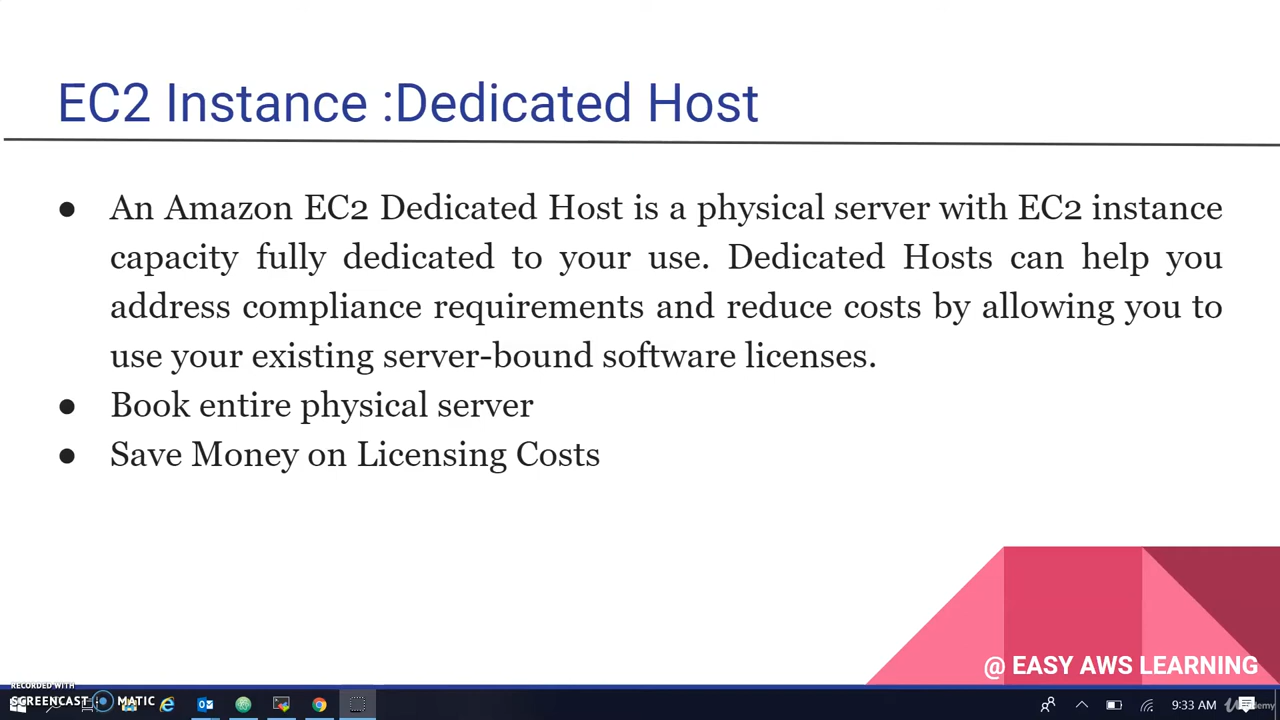 EC2 Instance :Dedicated Host
● An Amazon EC2 Dedicated Host is a physical server with EC2 instance
capacity fully dedicated to your use. Dedicated Hosts can help you
address compliance requirements and reduce costs by allowing you to
use your existing server-bound software licenses.
● Book entire physical server
● Save Money on Licensing Costs
@ EASY AWS LEARNING
RECORDED WITH
SCREENCAST MATIC
9:33 AM